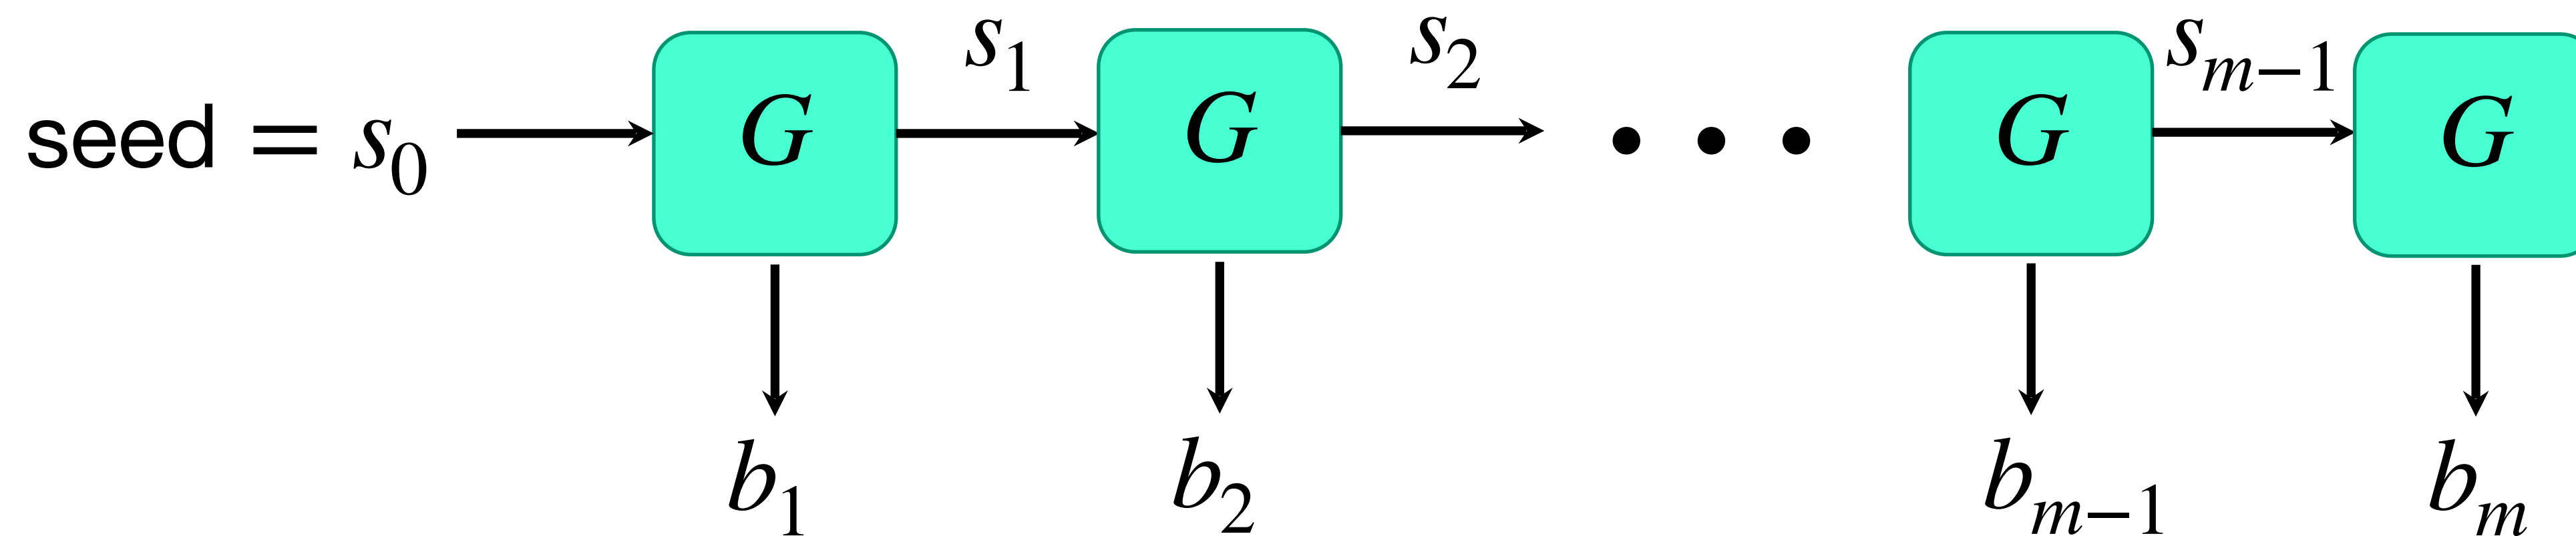 s₁ s₂ sₘ₋₁
seed = s₀ G G G G
b₁ b₂ bₘ₋₁ bₘ